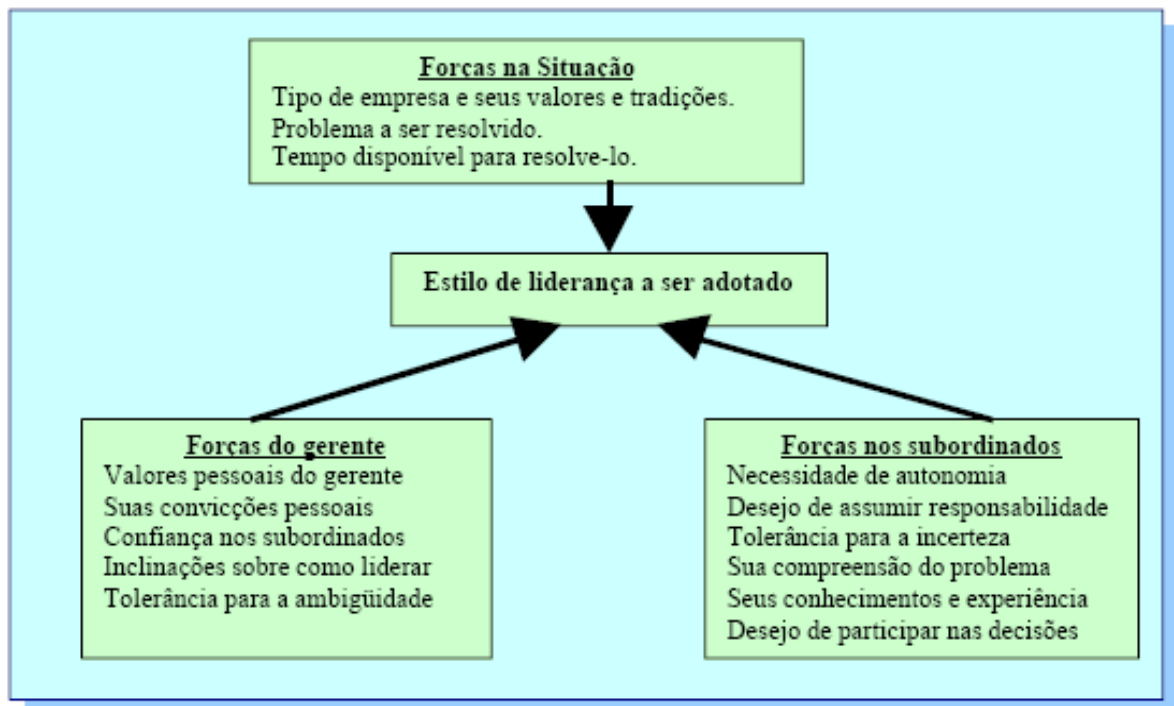 Forças na Situação
Tipo de empresa e seus valores e tradições.
Problema a ser resolvido.
Tempo disponível para resolve-lo.
Estilo de liderança a ser adotado
Forças do gerente
Valores pessoais do gerente
Suas convicções pessoais
Confiança nos subordinados
Inclinações sobre como liderar
Tolerância para a ambigüidade
Forças nos subordinados
Necessidade de autonomia
Desejo de assumir responsabilidade
Tolerância para a incerteza
Sua compreensão do problema
Seus conhecimentos e experiência
Desejo de participar nas decisões